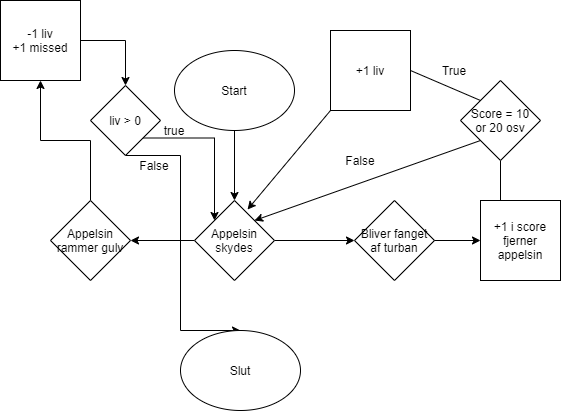 -1 liv
+1 missed
liv > 0
true
False
Start
+1 liv
True
Score = 10
or 20 osv
False
Appelsin
rammer gulv
Appelsin
skydes
Bliver fanget
af turban
+1 i score
fjerner
appelsin
Slut